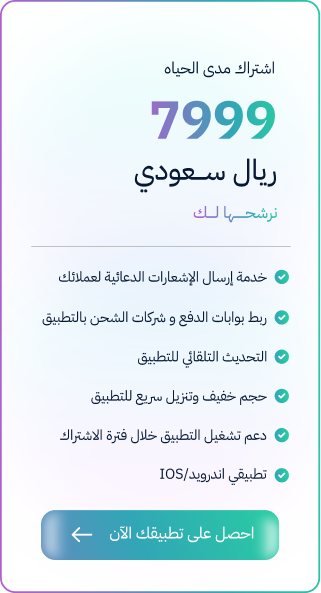 اشتراك مدى الحياه
7999
ريال سعودي
نرشحها لك
خدمة إرسال الإشعارات الدعائية لعملائك
ربط بوابات الدفع و شركات الشحن بالتطبيق
التحديث التلقائي للتطبيق
حجم خفيف وتنزيل سريع للتطبيق
دعم تشغيل التطبيق خلال فترة الاشتراك
تطبيقي اندرويد/IOS
احصل على تطبيقك الآن